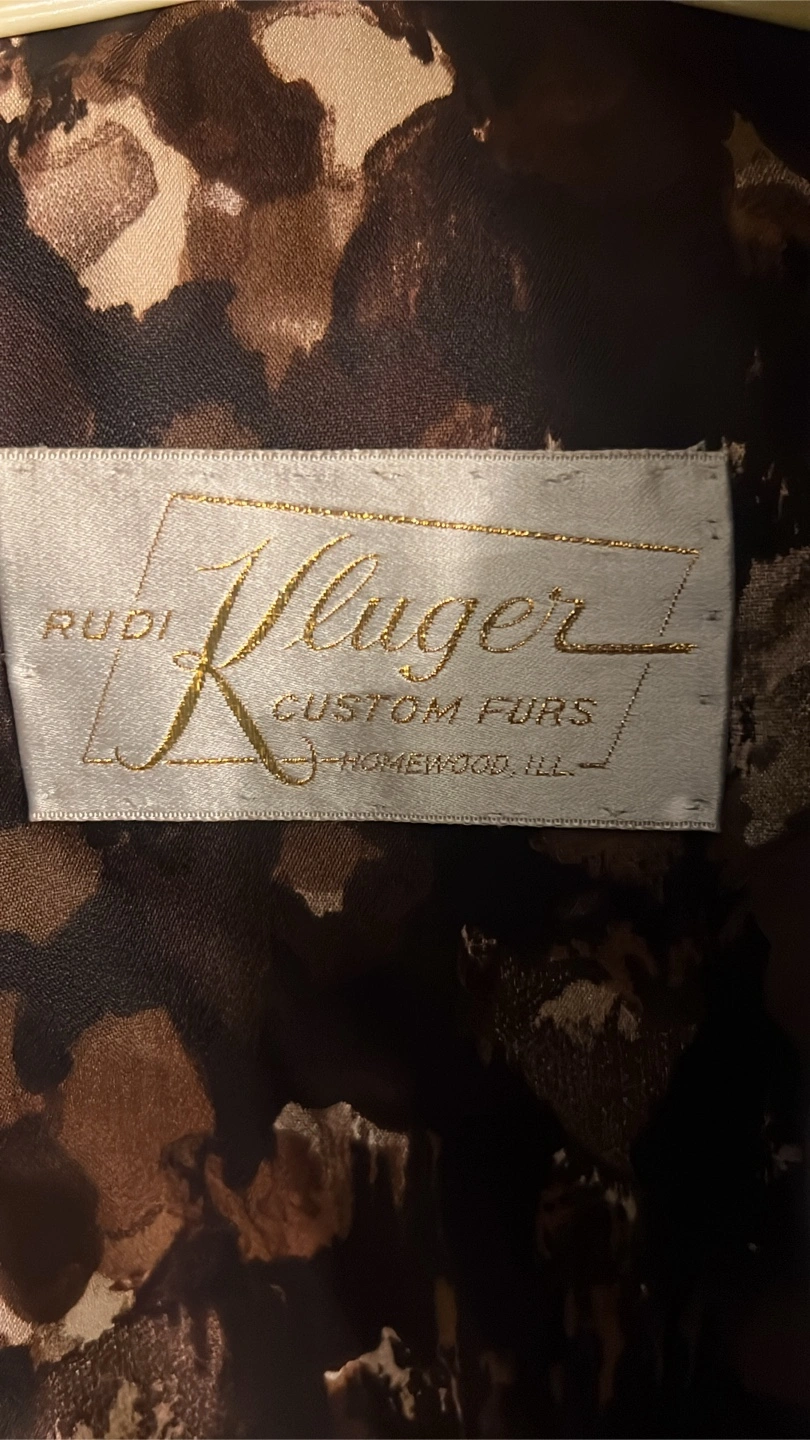 RUDI Kluger
CUSTOM FURS
HOMEWOOD, ILL.